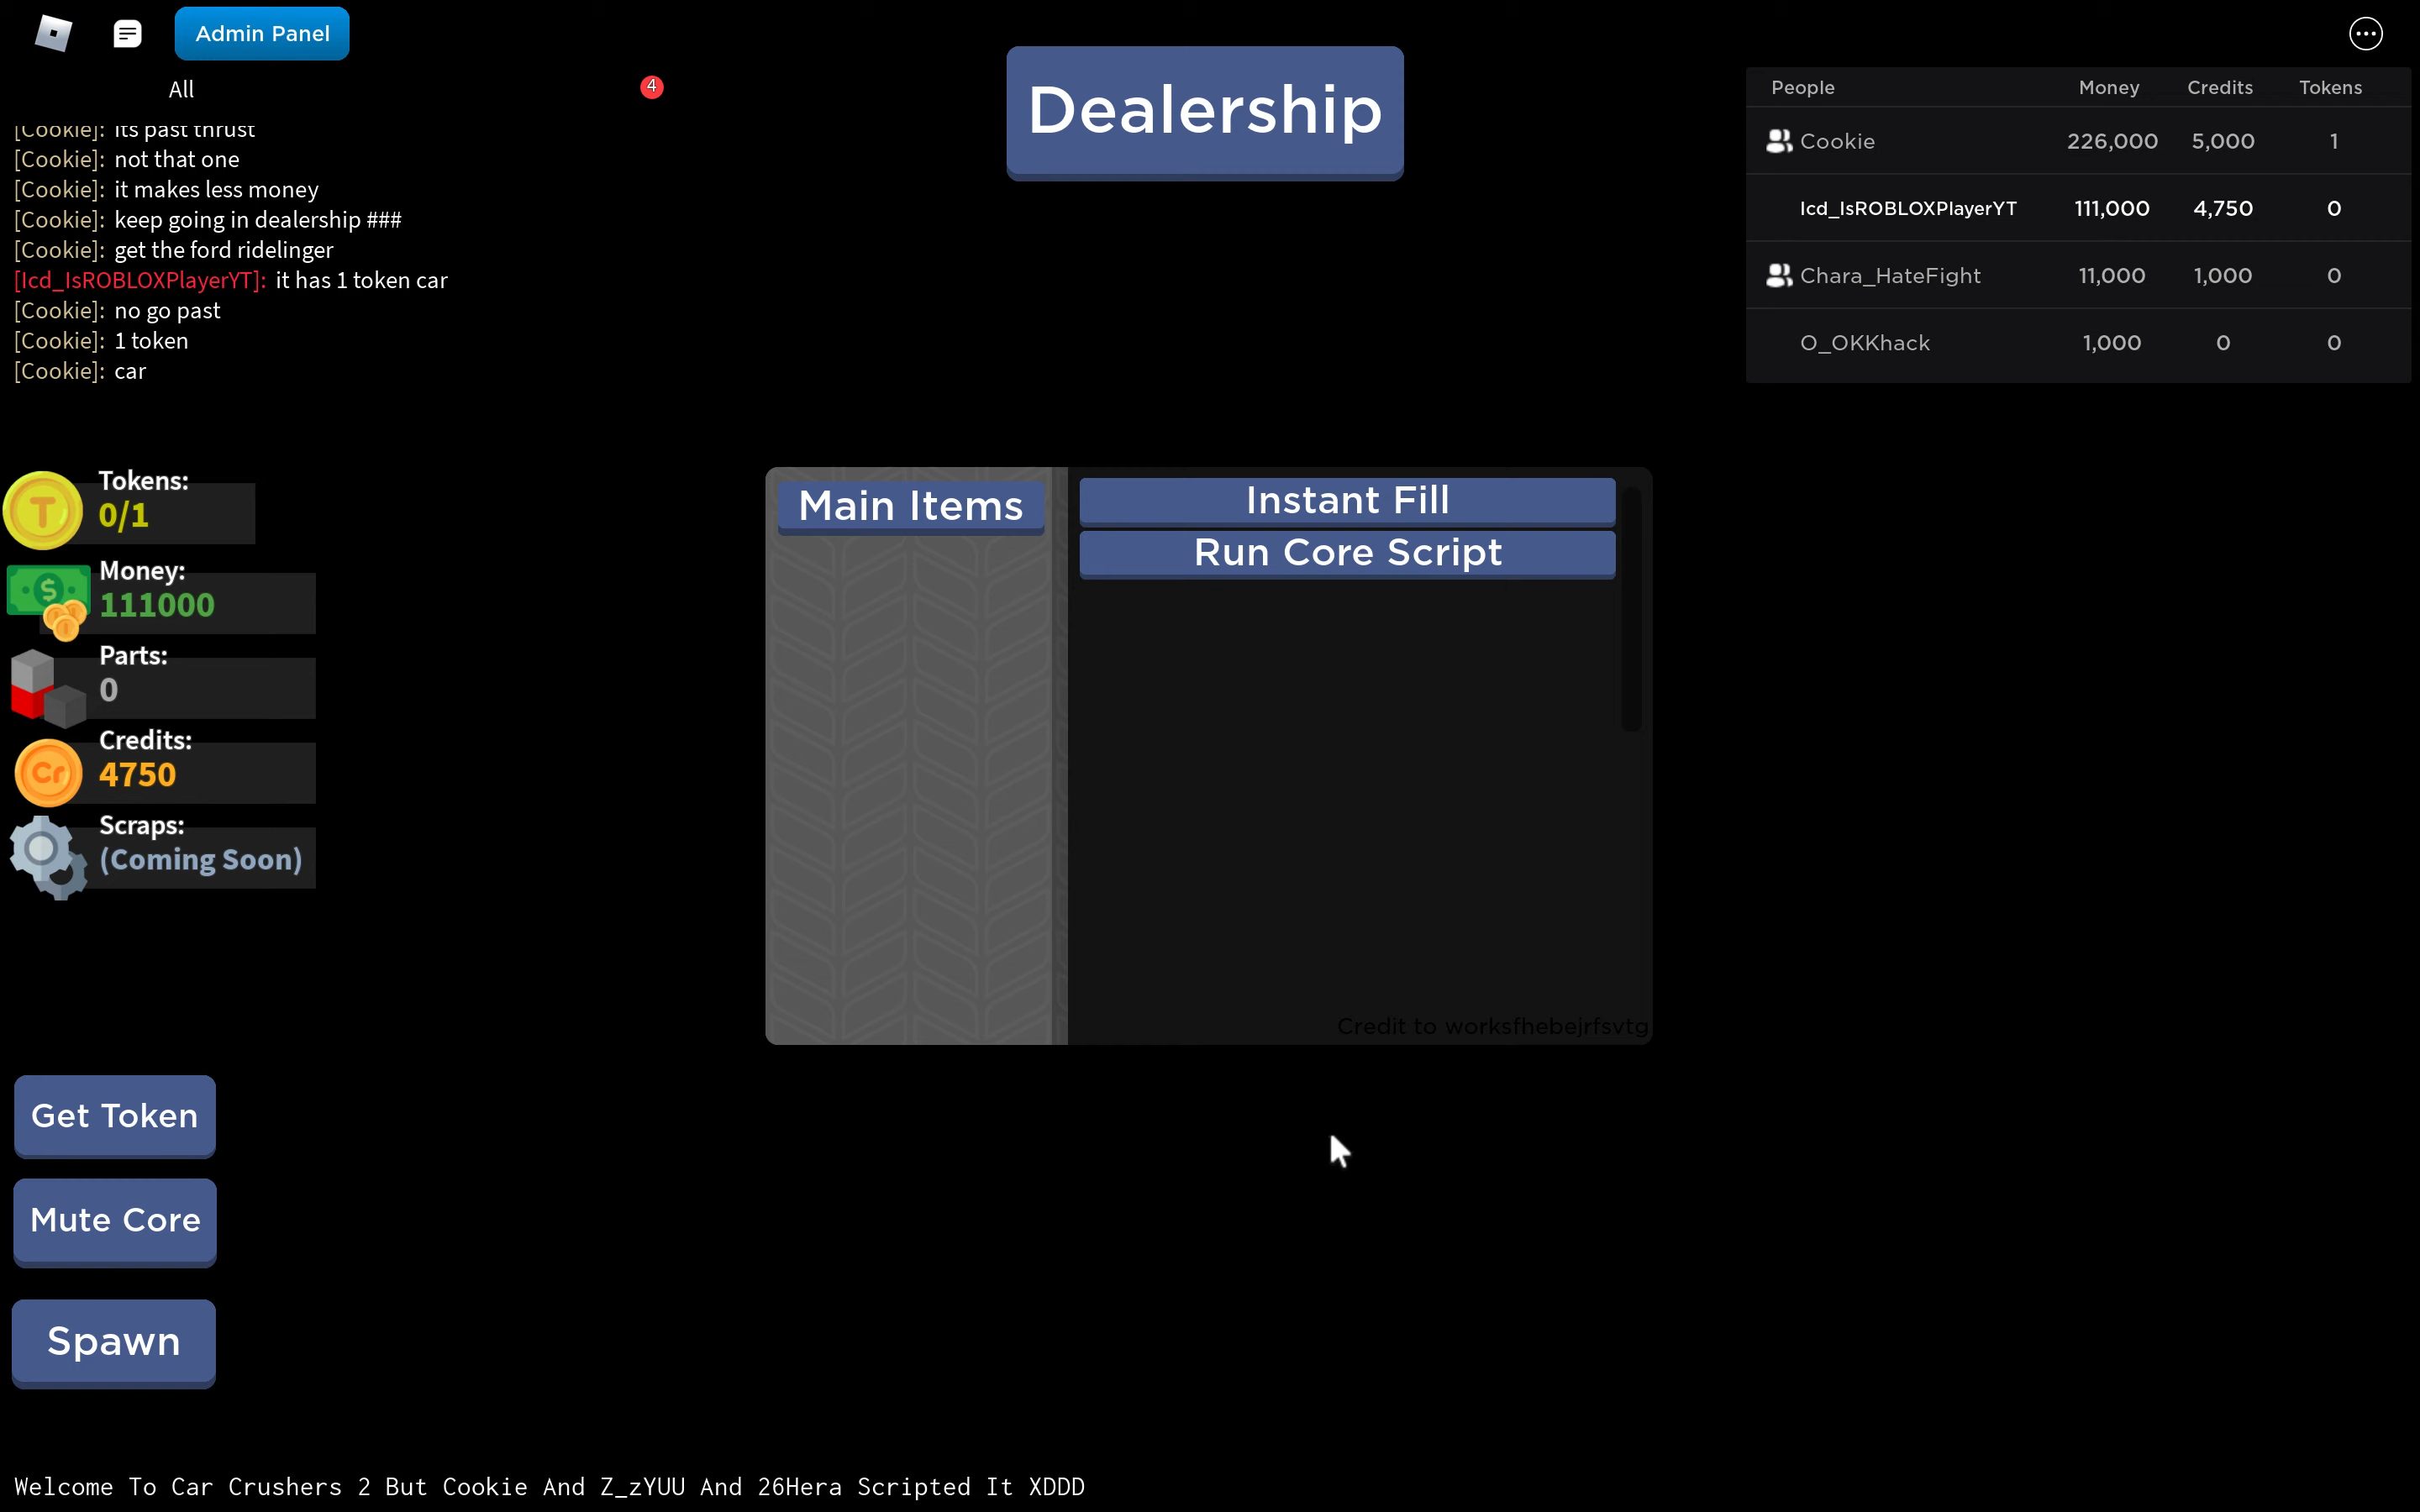 Admin Panel
All
4
[Cookie]: its past thrust
[Cookie]: not that one
[Cookie]: it makes less money
[Cookie]: keep going in dealership ###
[Cookie]: get the ford ridelinger
[Icd_IsROBLOXPlayerYT]: it has 1 token car
[Cookie]: no go past
[Cookie]: 1 token
[Cookie]: car
Dealership
People Money Credits Tokens
Cookie 226,000 5,000 1
Icd_IsROBLOXPlayerYT 111,000 4,750 0
Chara_HateFight 11,000 1,000 0
O_OKKhack 1,000 0 0
T
Tokens:
0/1
$
Money:
111000
Parts:
0
Cr
Credits:
4750
Scraps:
(Coming Soon)
Main Items
Instant Fill
Run Core Script
Credit to worksfhebejrfsvtg
Get Token
Mute Core
Spawn
Welcome To Car Crushers 2 But Cookie And Z_zYUU And 26Hera Scripted It XDDD